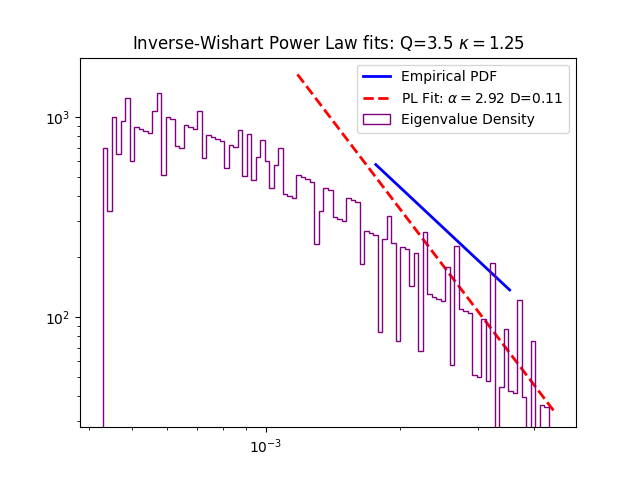 Inverse-Wishart Power Law fits: Q=3.5 κ = 1.25
Empirical PDF
PL Fit: α = 2.92 D=0.11
Eigenvalue Density
10³
10²
10⁻³